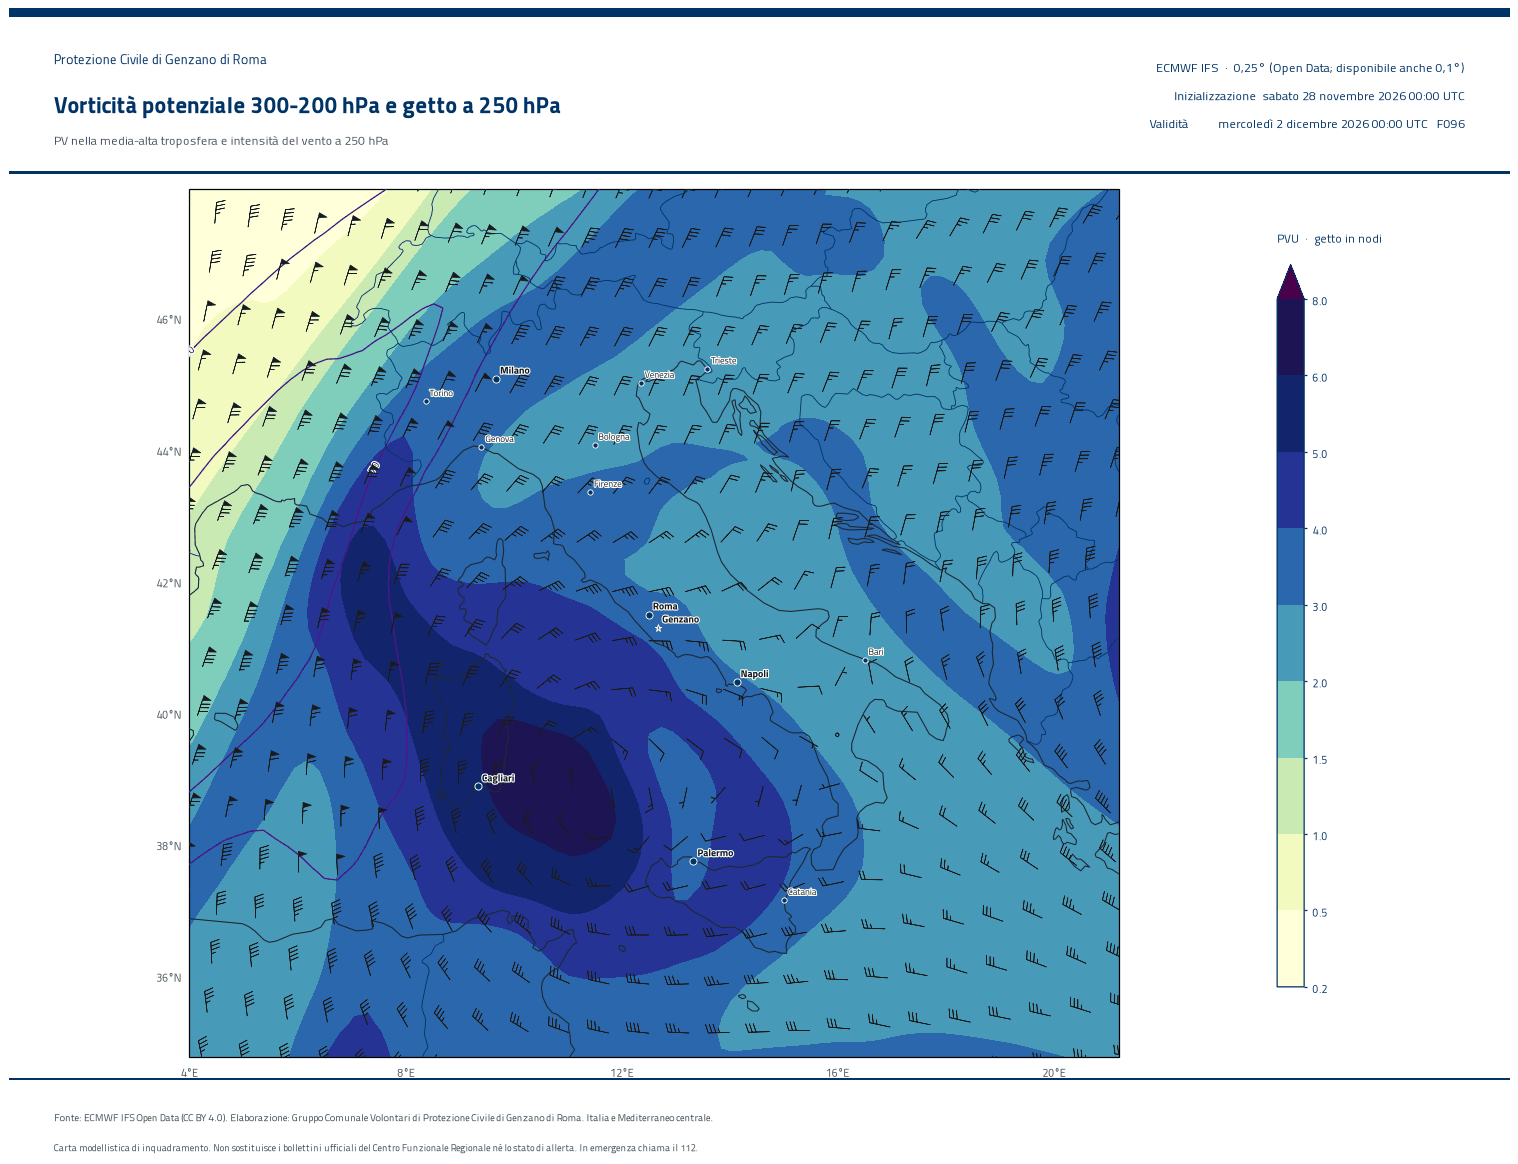 Protezione Civile di Genzano di Roma
Vorticità potenziale 300-200 hPa e getto a 250 hPa
PV nella media-alta troposfera e intensità del vento a 250 hPa
ECMWF IFS · 0,25° (Open Data; disponibile anche 0,1°)
Inizializzazione sabato 28 novembre 2026 00:00 UTC
Validità mercoledì 2 dicembre 2026 00:00 UTC F096
PVU · getto in nodi
8.0
6.0
5.0
4.0
3.0
2.0
1.5
1.0
0.5
0.2
46°N
44°N
42°N
40°N
38°N
36°N
4°E
8°E
12°E
16°E
20°E
Trieste
Venezia
Milano
Torino
Genova
Bologna
Firenze
Roma
Genzano
Bari
Napoli
Cagliari
Palermo
Catania
Fonte: ECMWF IFS Open Data (CC BY 4.0). Elaborazione: Gruppo Comunale Volontari di Protezione Civile di Genzano di Roma. Italia e Mediterraneo centrale.
Carta modellistica di inquadramento. Non sostituisce i bollettini ufficiali del Centro Funzionale Regionale né lo stato di allerta. In emergenza chiama il 112.